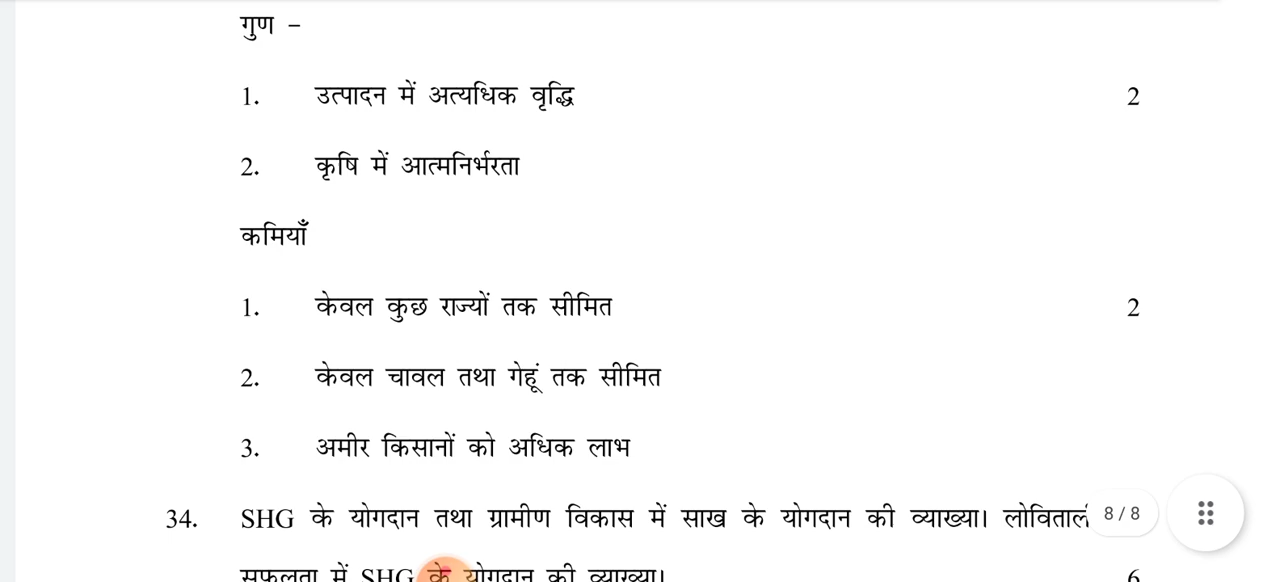 गुण –
1. उत्पादन में अत्यधिक वृद्धि 2
2. कृषि में आत्मनिर्भरता
कमियाँ
1. केवल कुछ राज्यों तक सीमित 2
2. केवल चावल तथा गेहूं तक सीमित
3. अमीर किसानों को अधिक लाभ
34. SHG के योगदान तथा ग्रामीण विकास में साख के योगदान की व्याख्या। 8 / 8
सफलता में SHG के योगदान की व्याख्या। 6